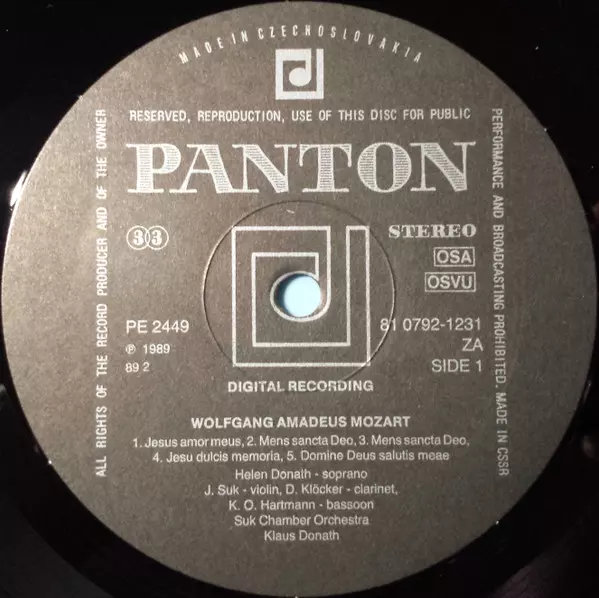 MADE IN CZECHOSLOVAKIA
RESERVED, REPRODUCTION, USE OF THIS DISC FOR PUBLIC
PERFORMANCE AND BROADCASTING PROHIBITED. MADE IN CSSR
ALL RIGHTS OF THE RECORD PRODUCER AND OF THE OWNER
PANTON
33
STEREO
OSA
OSVU
PE 2449
81 0792-1231
℗ 1989
ZA
89 2
SIDE 1
DIGITAL RECORDING
WOLFGANG AMADEUS MOZART
1. Jesus amor meus, 2. Mens sancta Deo, 3. Mens sancta Deo,
4. Jesu dulcis memoria, 5. Domine Deus salutis meae
Helen Donath - soprano
J. Suk - violin, D. Klöcker - clarinet,
K. O. Hartmann - bassoon
Suk Chamber Orchestra
Klaus Donath